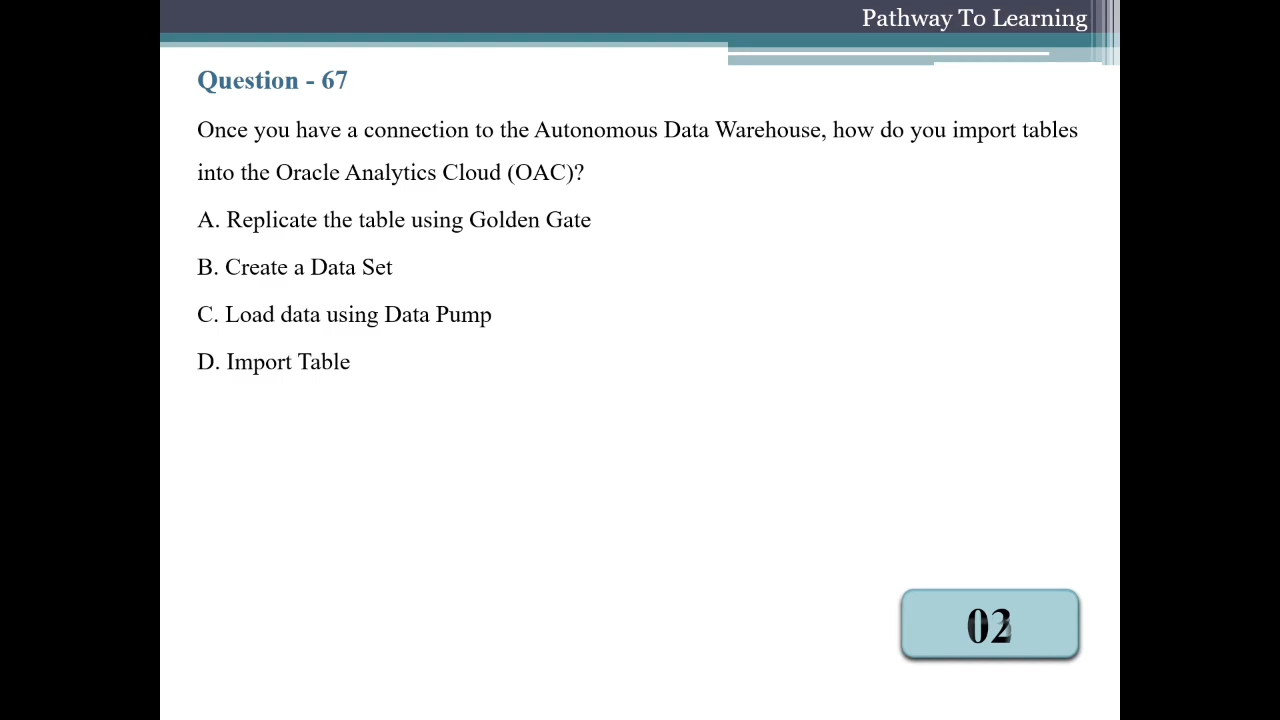 Pathway To Learning
Question - 67
Once you have a connection to the Autonomous Data Warehouse, how do you import tables
into the Oracle Analytics Cloud (OAC)?
A. Replicate the table using Golden Gate
B. Create a Data Set
C. Load data using Data Pump
D. Import Table
02